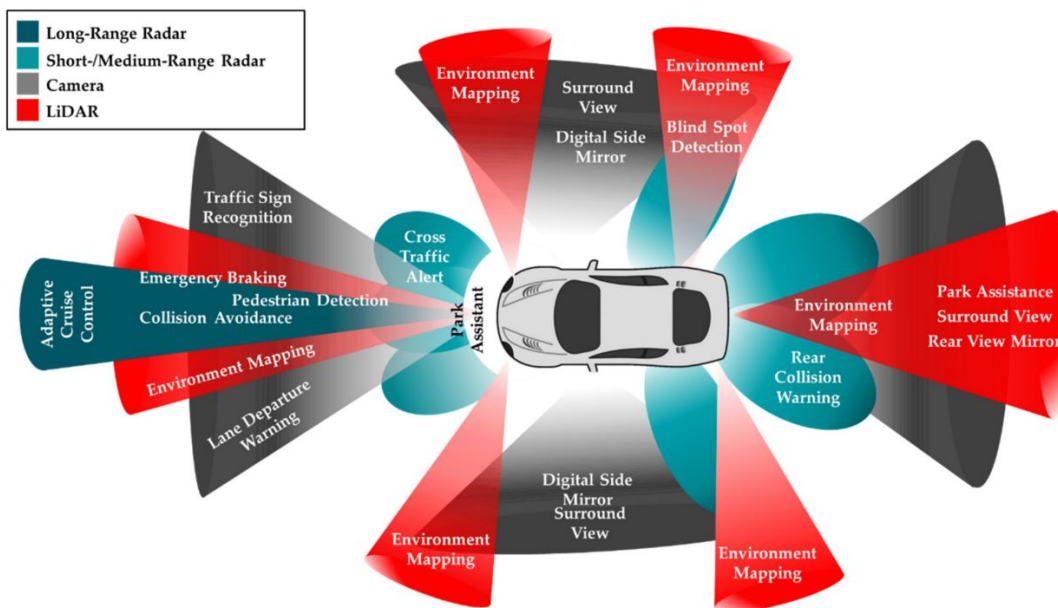 Long-Range Radar
Short-/Medium-Range Radar
Camera
LiDAR
Environment
Mapping
Surround
View
Digital Side
Mirror
Environment
Mapping
Blind Spot
Detection
Traffic Sign
Recognition
Cross
Traffic
Alert
Emergency Braking
Pedestrian Detection
Collision Avoidance
Adaptive
Cruise
Control
Environment Mapping
Lane Departure
Warning
Park
Assistant
Environment
Mapping
Rear
Collision
Warning
Park Assistance
Surround View
Rear View Mirror
Digital Side
Mirror
Surround
View
Environment
Mapping
Environment
Mapping